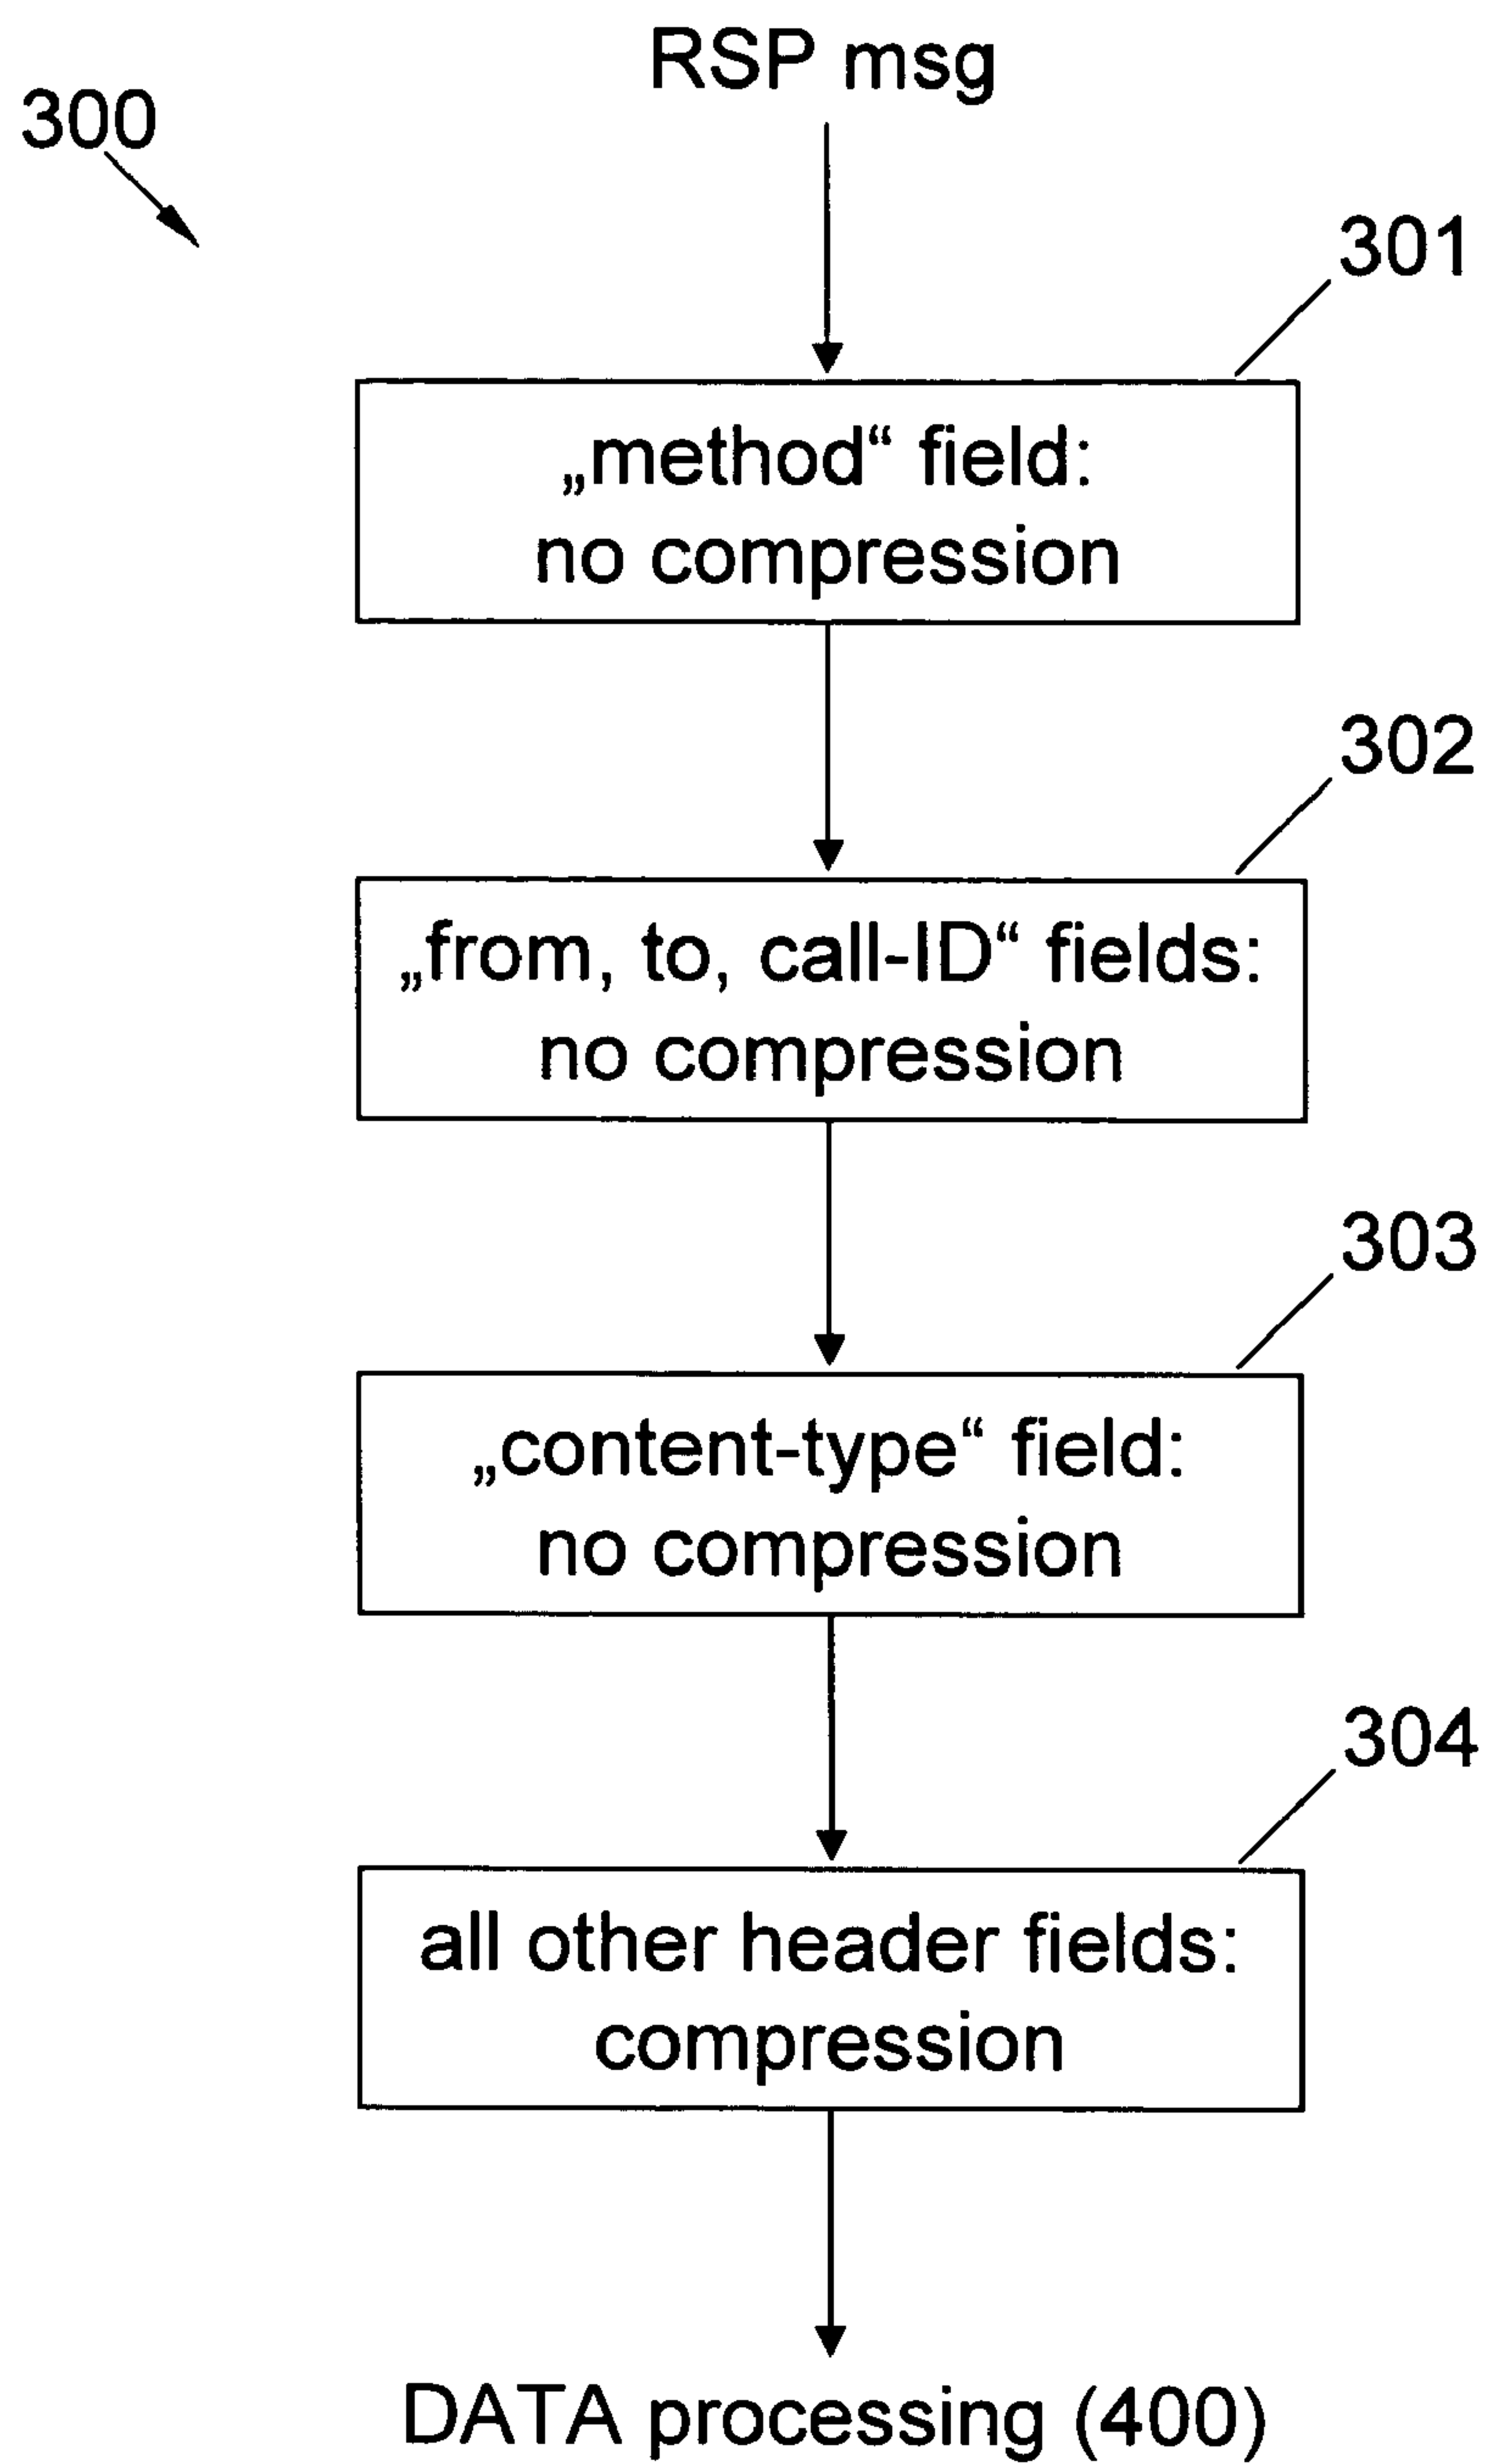 RSP msg
300
301
„method“ field:
no compression
302
„from, to, call-ID“ fields:
no compression
303
„content-type“ field:
no compression
304
all other header fields:
compression
DATA processing (400)